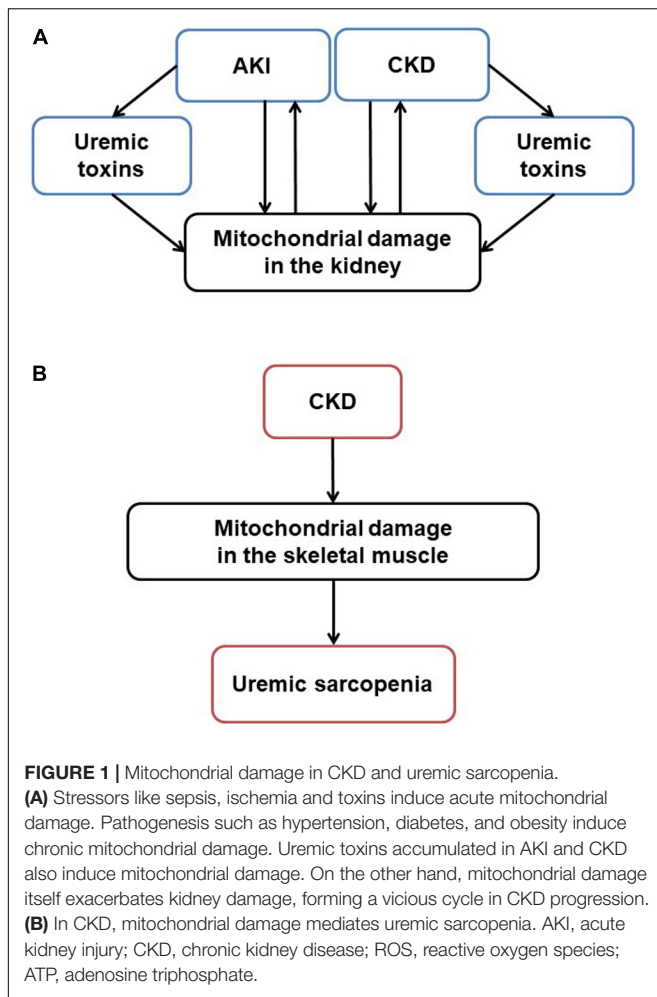 A
AKI
CKD
Uremic
toxins
Uremic
toxins
Mitochondrial damage
in the kidney
B
CKD
Mitochondrial damage
in the skeletal muscle
Uremic sarcopenia
FIGURE 1 | Mitochondrial damage in CKD and uremic sarcopenia.
(A) Stressors like sepsis, ischemia and toxins induce acute mitochondrial
damage. Pathogenesis such as hypertension, diabetes, and obesity induce
chronic mitochondrial damage. Uremic toxins accumulated in AKI and CKD
also induce mitochondrial damage. On the other hand, mitochondrial damage
itself exacerbates kidney damage, forming a vicious cycle in CKD progression.
(B) In CKD, mitochondrial damage mediates uremic sarcopenia. AKI, acute
kidney injury; CKD, chronic kidney disease; ROS, reactive oxygen species;
ATP, adenosine triphosphate.